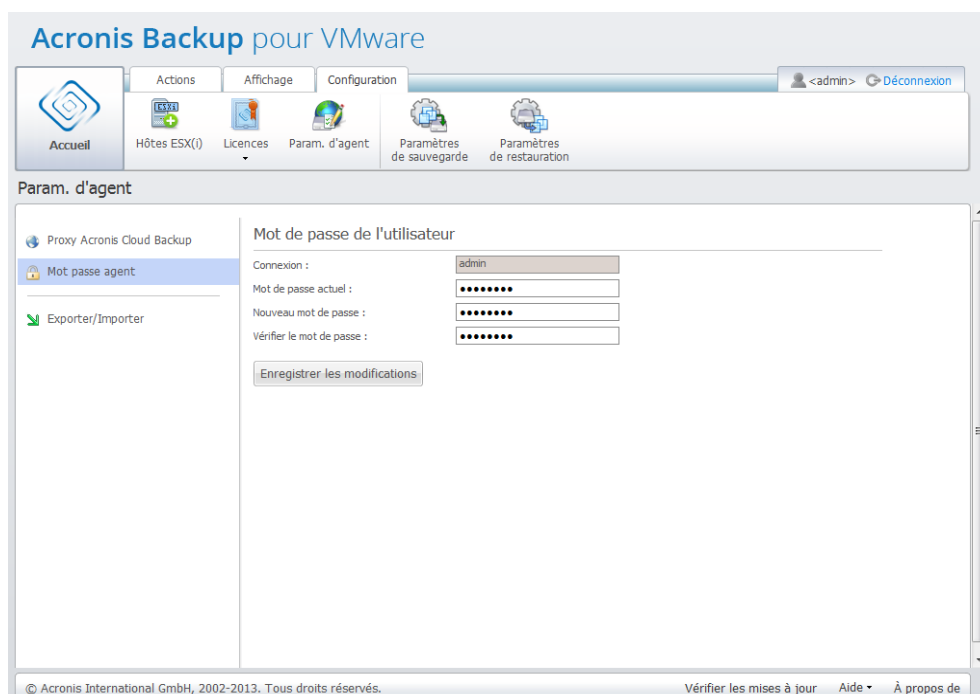 Acronis Backup pour VMware
Actions
Affichage
Configuration
<admin>
Déconnexion
Accueil
ESXi
Hôtes ESX(i)
Licences
Param. d'agent
Paramètres
de sauvegarde
Paramètres
de restauration
Param. d'agent
Proxy Acronis Cloud Backup
Mot passe agent
Exporter/Importer
Mot de passe de l'utilisateur
Connexion :
admin
Mot de passe actuel :
••••••••
Nouveau mot de passe :
••••••••
Vérifier le mot de passe :
••••••••
Enregistrer les modifications
© Acronis International GmbH, 2002-2013. Tous droits réservés.
Vérifier les mises à jour
Aide
À propos de